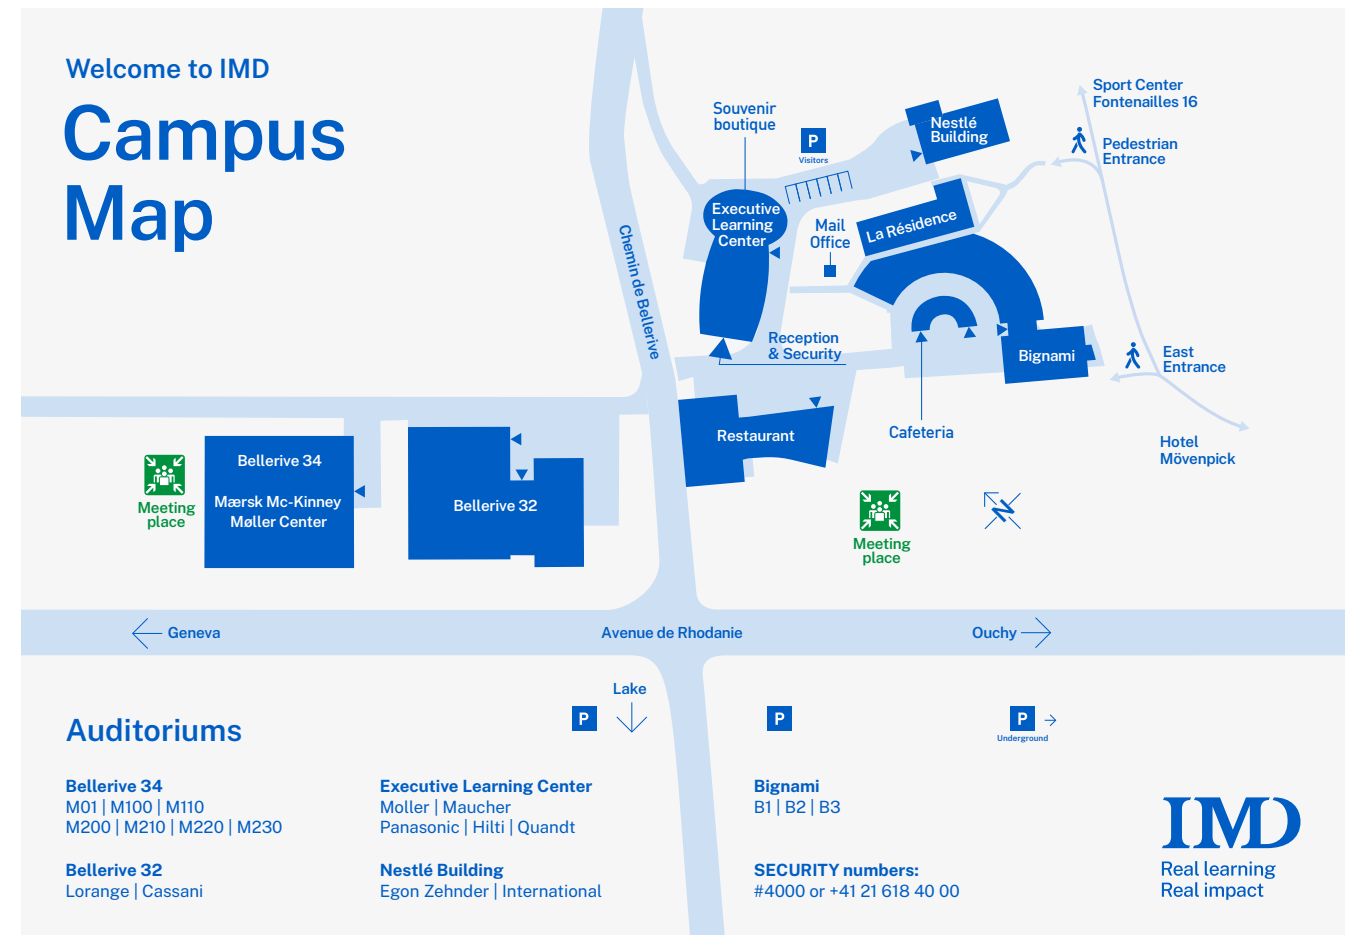 Welcome to IMD
Campus
Map
Souvenir
boutique
P
Visitors
Nestlé
Building
Sport Center
Fontenailles 16
Pedestrian
Entrance
Executive
Learning
Center
Mail
Office
La Résidence
Chemin de Bellerive
Reception
& Security
Bignami
East
Entrance
Restaurant
Cafeteria
Hotel
Mövenpick
Bellerive 34
Mærsk Mc-Kinney
Møller Center
Meeting
place
Bellerive 32
N
Meeting
place
Geneva
Avenue de Rhodanie
Ouchy
Lake
P
P
P
Underground
Auditoriums
Bellerive 34
M01 | M100 | M110
M200 | M210 | M220 | M230
Bellerive 32
Lorange | Cassani
Executive Learning Center
Moller | Maucher
Panasonic | Hilti | Quandt
Nestlé Building
Egon Zehnder | International
Bignami
B1 | B2 | B3
SECURITY numbers:
#4000 or +41 21 618 40 00
IMD
Real learning
Real impact